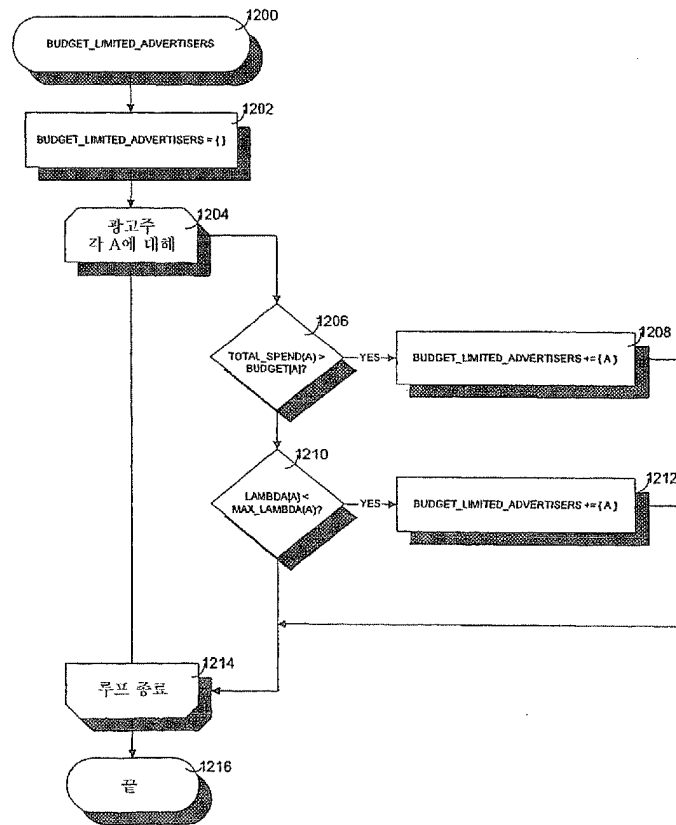 1200
BUDGET_LIMITED_ADVERTISERS
1202
BUDGET_LIMITED_ADVERTISERS = { }
1204
광고주
각 A에 대해
1206
TOTAL_SPEND(A) >
BUDGET[A]?
YES
1208
BUDGET_LIMITED_ADVERTISERS += { A }
1210
LAMBDA[A] <
MAX_LAMBDA(A)?
YES
1212
BUDGET_LIMITED_ADVERTISERS += { A }
1214
루프 종료
1216
끝